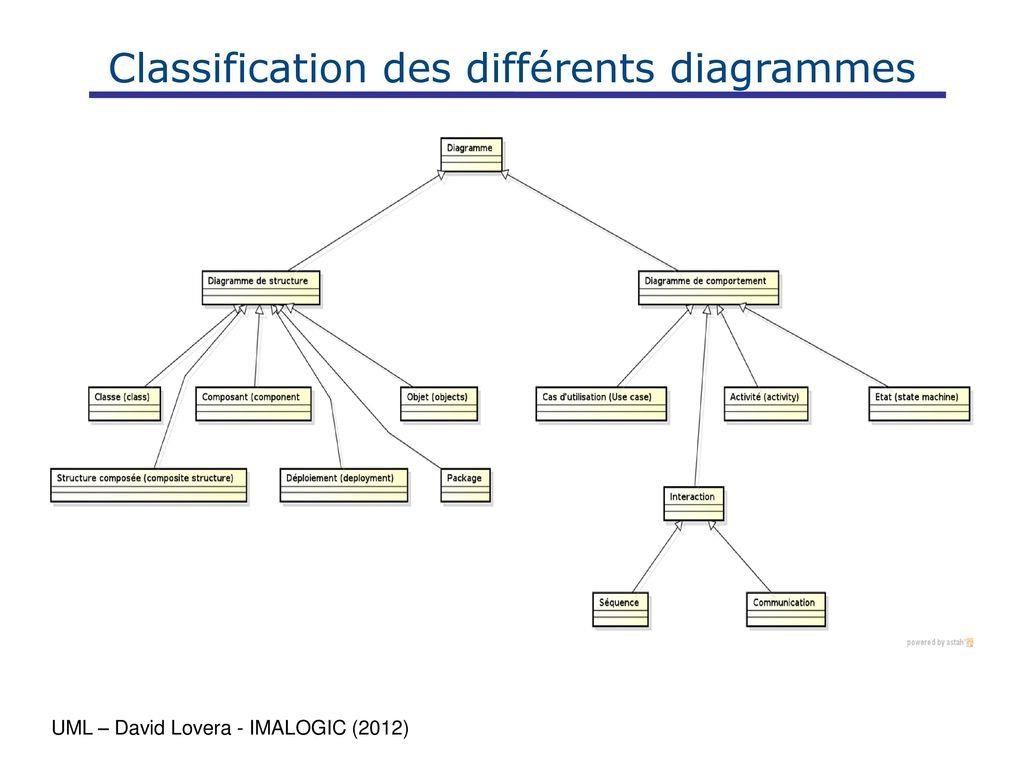 Classification des différents diagrammes
Diagramme
Diagramme de structure
Diagramme de comportement
Classe (class)
Composant (component
Objet (objects)
Cas d'utilisation (Use case)
Activité (activity)
Etat (state machine)
Structure composée (composite structure)
Déploiement (deployment)
Package
Interaction
Séquence
Communication
powered by astah*
UML – David Lovera - IMALOGIC (2012)